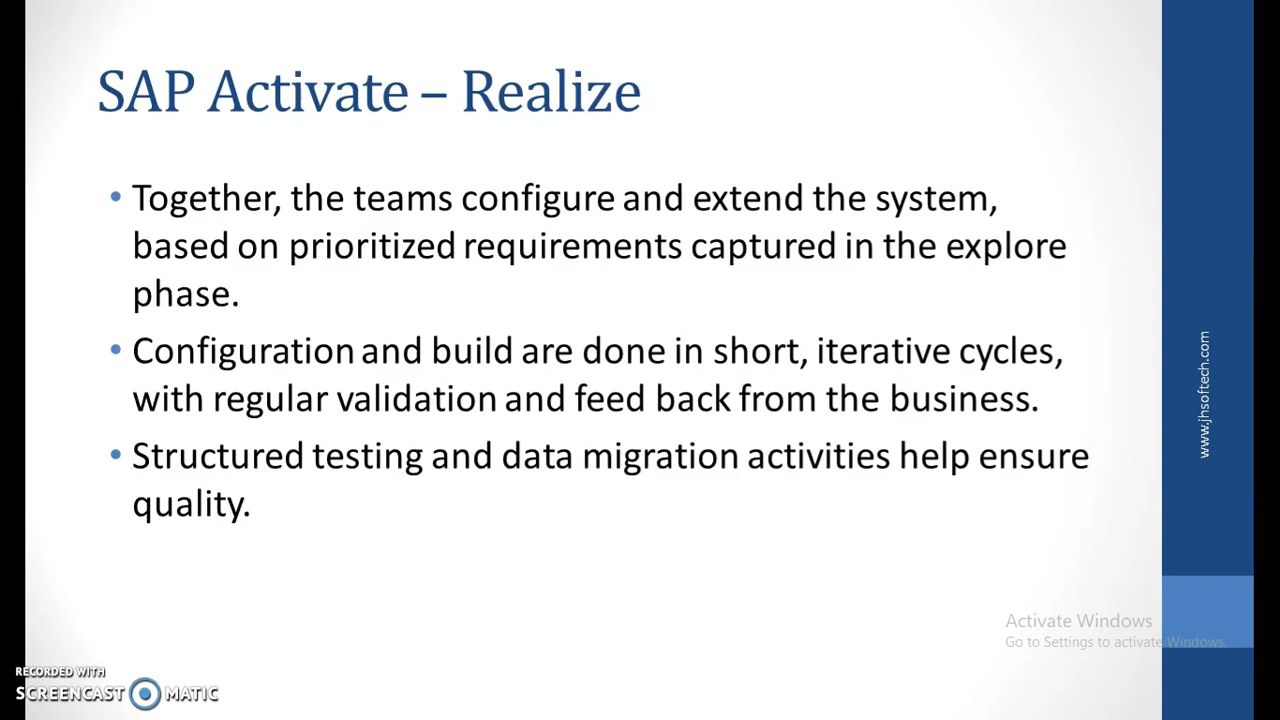 SAP Activate – Realize
• Together, the teams configure and extend the system,
based on prioritized requirements captured in the explore
phase.
• Configuration and build are done in short, iterative cycles,
with regular validation and feed back from the business.
• Structured testing and data migration activities help ensure
quality.
www.jhsoftech.com
Activate Windows
Go to Settings to activate Windows.
RECORDED WITH
SCREENCAST MATIC